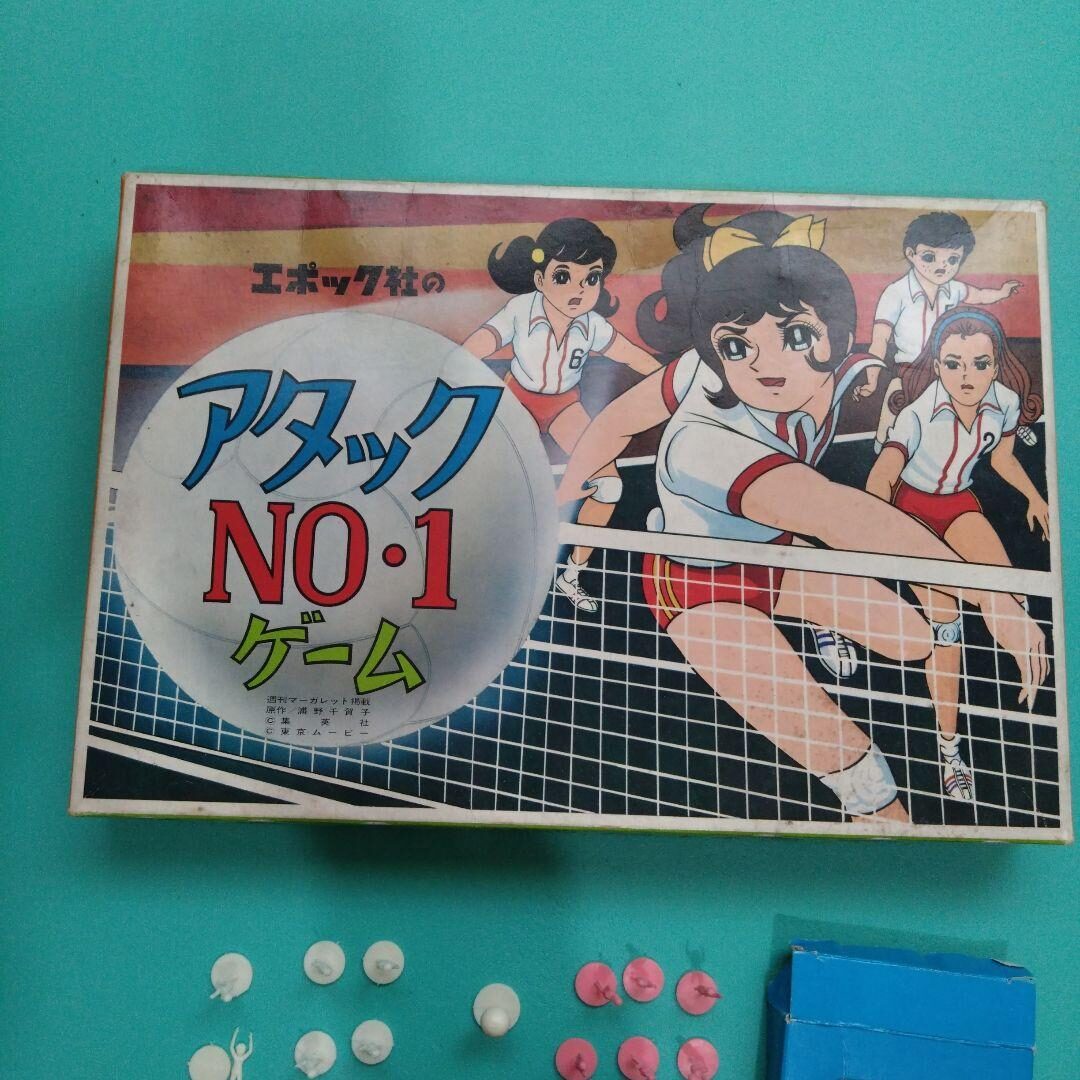 エポック社の
アタック
NO・1
ゲーム
週刊マーガレット掲載
原作／浦野千賀子
©集英社
©東京ムービー
6
2